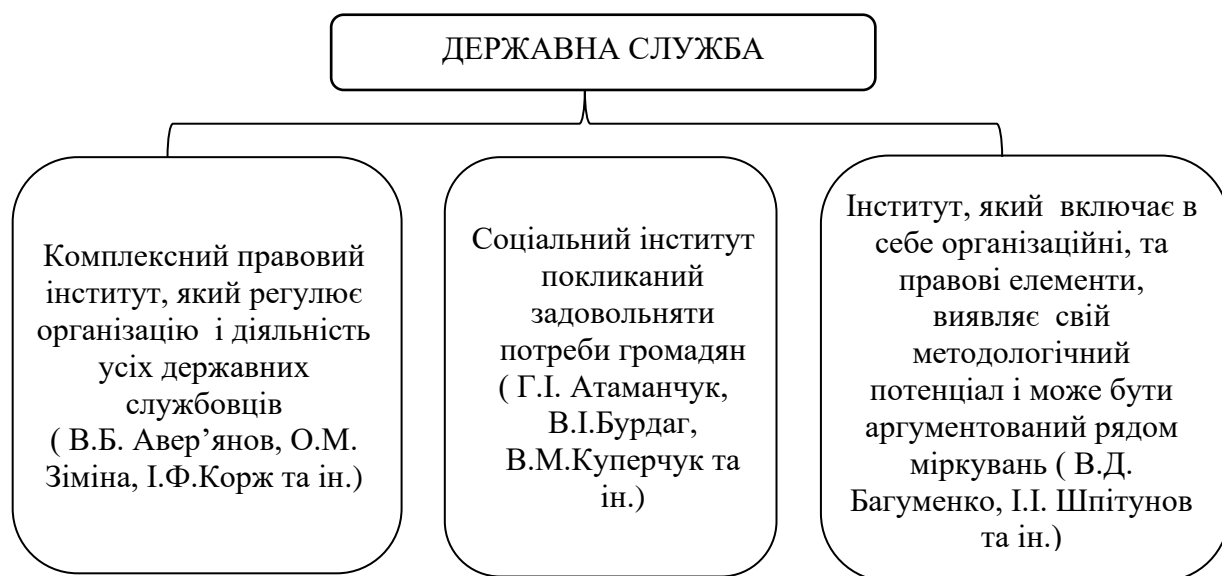 ДЕРЖАВНА СЛУЖБА
Комплексний правовий
інститут, який регулює
організацію і діяльність
усіх державних
службовців
( В.Б. Авер’янов, О.М.
Зіміна, І.Ф.Корж та ін.)
Соціальний інститут
покликаний
задовольняти
потреби громадян
( Г.І. Атаманчук,
В.І.Бурдаг,
В.М.Куперчук та
ін.)
Інститут, який включає в
себе організаційні, та
правові елементи,
виявляє свій
методологічний
потенціал і може бути
аргументований рядом
міркувань ( В.Д.
Багуменко, І.І. Шпітунов
та ін.)